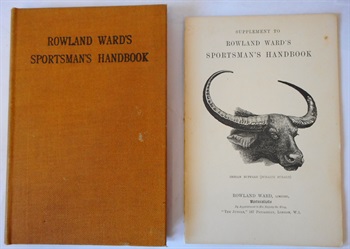 ROWLAND WARD'S
SPORTSMAN'S HANDBOOK
SUPPLEMENT TO
ROWLAND WARD'S
SPORTSMAN'S HANDBOOK
ROWLAND WARD, LIMITED,
"THE JUNGLE," 167 PICCADILLY, LONDON, W.1.